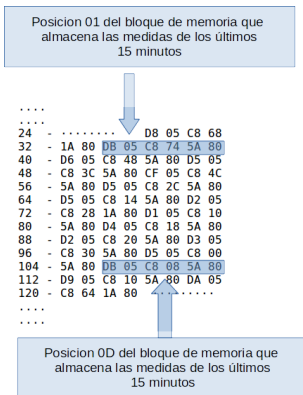 Posicion 01 del bloque de memoria que
almacena las medidas de los últimos
15 minutos
....
....
24 - ········ D8 05 C8 68
32 - 1A 80 DB 05 C8 74 5A 80
40 - D6 05 C8 48 5A 80 D5 05
48 - C8 3C 5A 80 CF 05 C8 4C
56 - 5A 80 D5 05 C8 2C 5A 80
64 - D5 05 C8 14 5A 80 D2 05
72 - C8 28 1A 80 D1 05 C8 10
80 - 5A 80 D4 05 C8 18 5A 80
88 - D2 05 C8 20 5A 80 D3 05
96 - C8 30 5A 80 D5 05 C8 00
104 - 5A 80 DB 05 C8 08 5A 80
112 - D9 05 C8 10 5A 80 DA 05
120 - C8 64 1A 80 ········
....
....
Posicion 0D del bloque de memoria que
almacena las medidas de los últimos
15 minutos